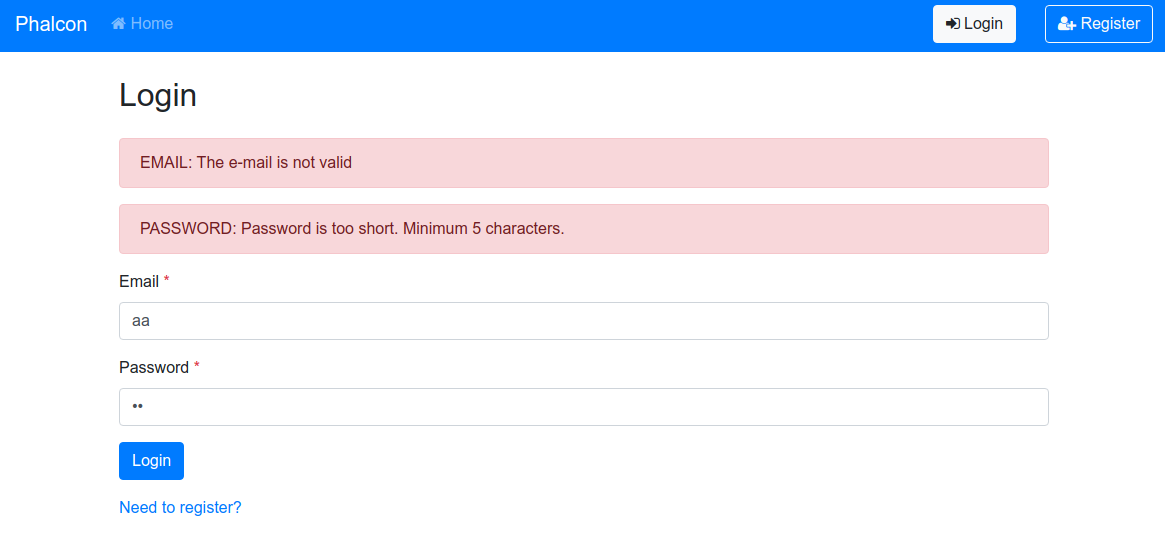 Phalcon Home Login Register
Login
EMAIL: The e-mail is not valid
PASSWORD: Password is too short. Minimum 5 characters.
Email *
aa
Password *
••
Login
Need to register?